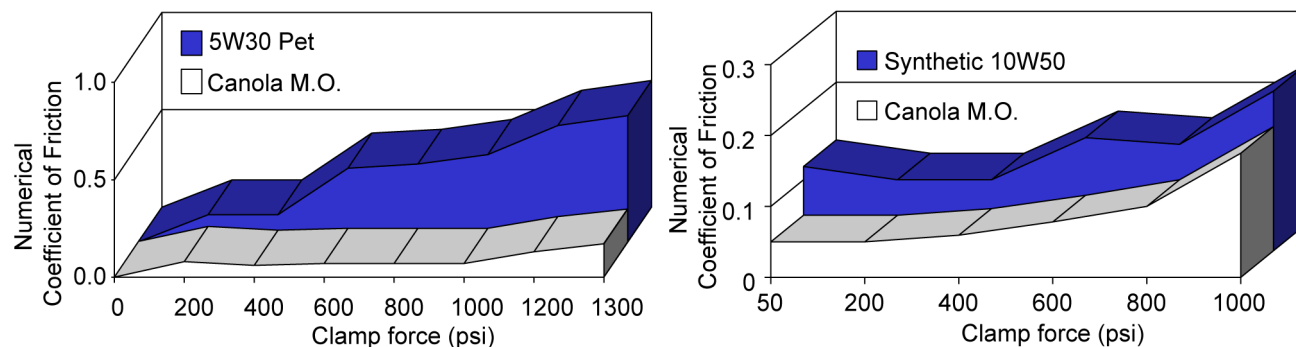 5W30 Pet
Canola M.O.
Numerical
Coefficient of Friction
1.0
0.5
0.0
0 200 400 600 800 1000 1200 1300
Clamp force (psi)
Synthetic 10W50
Canola M.O.
Numerical
Coefficient of Friction
0.3
0.2
0.1
0
50 200 400 600 800 1000
Clamp force (psi)